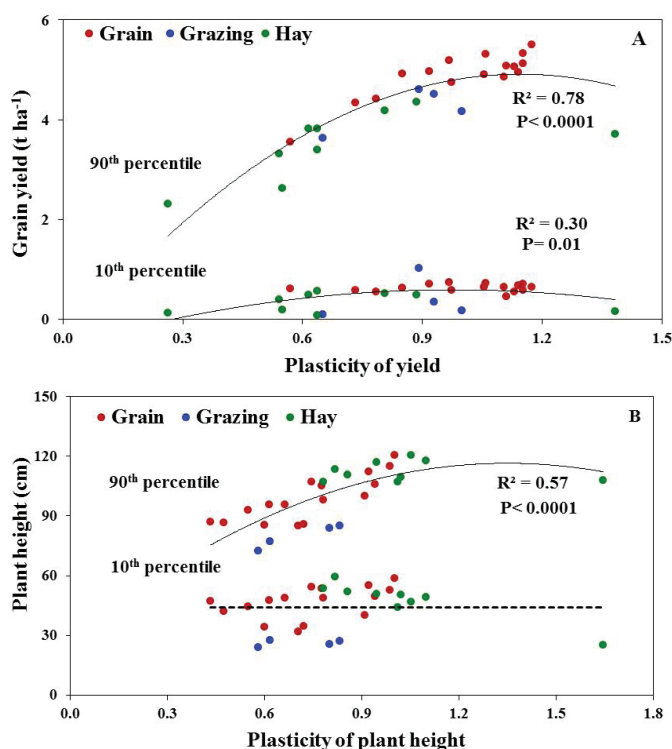 6
Grain Grazing Hay
A
R² = 0.78
P< 0.0001
4
90th percentile
Grain yield (t ha⁻¹)
2
R² = 0.30
P= 0.01
10th percentile
0
0.0 0.3 0.6 0.9 1.2 1.5
Plasticity of yield
150
Grain Grazing Hay
B
120
90th percentile
R² = 0.57
P< 0.0001
90
Plant height (cm)
10th percentile
60
30
0
0.0 0.3 0.6 0.9 1.2 1.5 1.8
Plasticity of plant height